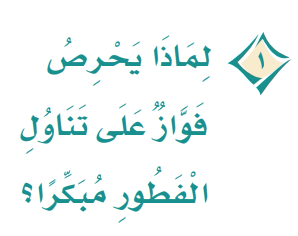 ١ لِمَاذَا يَحْرِصُ
فَوَّازٌ عَلَى تَنَاوُلِ
الْفَطُورِ مُبَكِّرًا؟